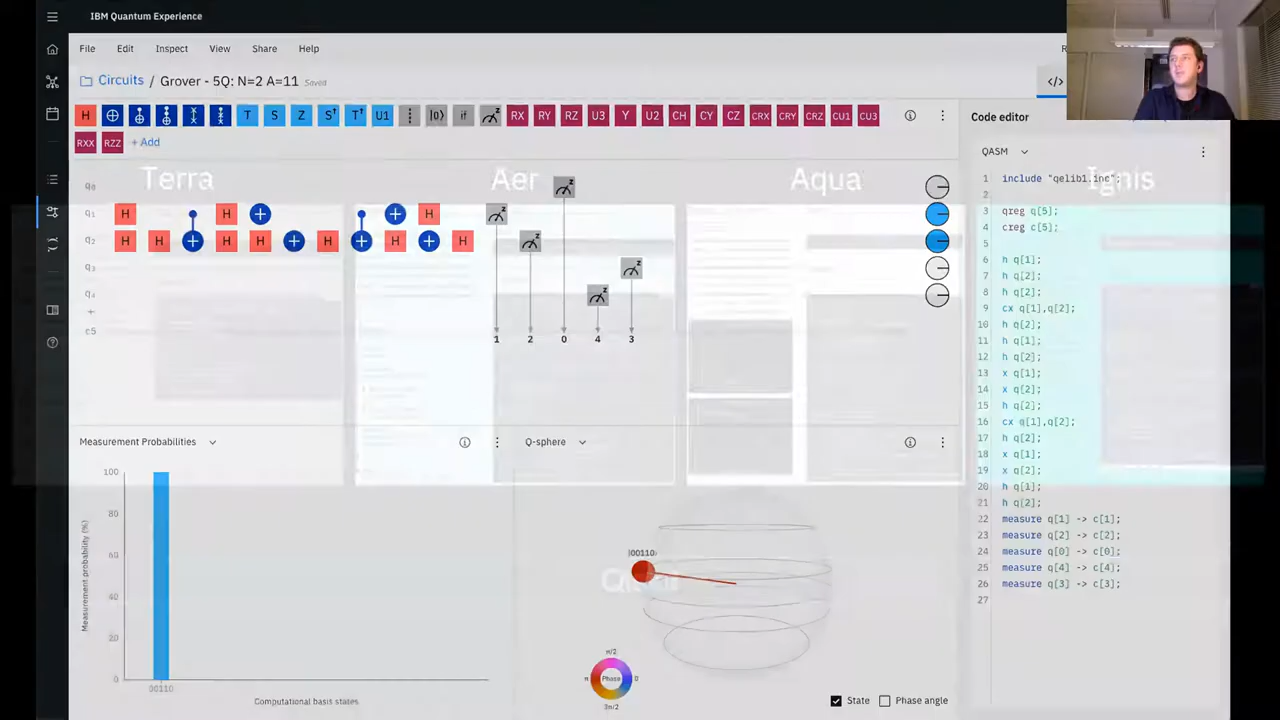 IBM Quantum Experience
File Edit Inspect View Share Help
Circuits / Grover - 5Q: N=2 A=11 Saved
</>
H T S Z S† T† U1 |0⟩ if z RX RY RZ U3 Y U2 CH CY CZ CRX CRY CRZ CU1 CU3
RXX RZZ + Add
Code editor
QASM
Terra Aer Aqua Ignis
q0 z
q1 H H H z
q2 H H H H H H H z
q3 z
q4 z
+
c5 1 2 0 4 3
1 include "qelib1.inc";
2
3 qreg q[5];
4 creg c[5];
5
6 h q[1];
7 h q[2];
8 h q[2];
9 cx q[1],q[2];
10 h q[2];
11 h q[1];
12 h q[2];
13 x q[1];
14 x q[2];
15 h q[2];
16 cx q[1],q[2];
17 h q[2];
18 x q[1];
19 x q[2];
20 h q[1];
21 h q[2];
22 measure q[1] -> c[1];
23 measure q[2] -> c[2];
24 measure q[0] -> c[0];
25 measure q[4] -> c[4];
26 measure q[3] -> c[3];
27
Measurement Probabilities
Measurement probability (%)
100
80
60
40
20
0
00110
Computational basis states
Q-sphere
|00110⟩
Qiskit
π/2
π Phase 0
3π/2
State Phase angle